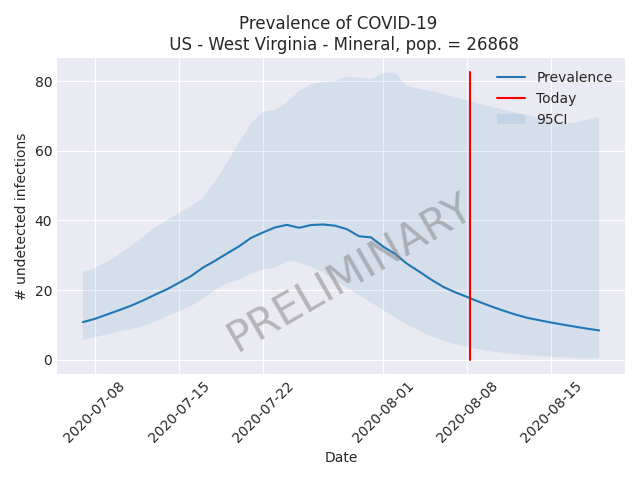 Prevalence of COVID-19
US - West Virginia - Mineral, pop. = 26868
Prevalence
Today
95CI
PRELIMINARY
# undetected infections
80
60
40
20
0
2020-07-08
2020-07-15
2020-07-22
2020-08-01
2020-08-08
2020-08-15
Date